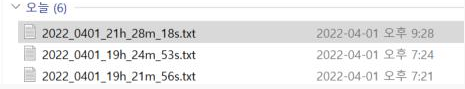 오늘 (6)
2022_0401_21h_28m_18s.txt 2022-04-01 오후 9:28
2022_0401_19h_24m_53s.txt 2022-04-01 오후 7:24
2022_0401_19h_21m_56s.txt 2022-04-01 오후 7:21